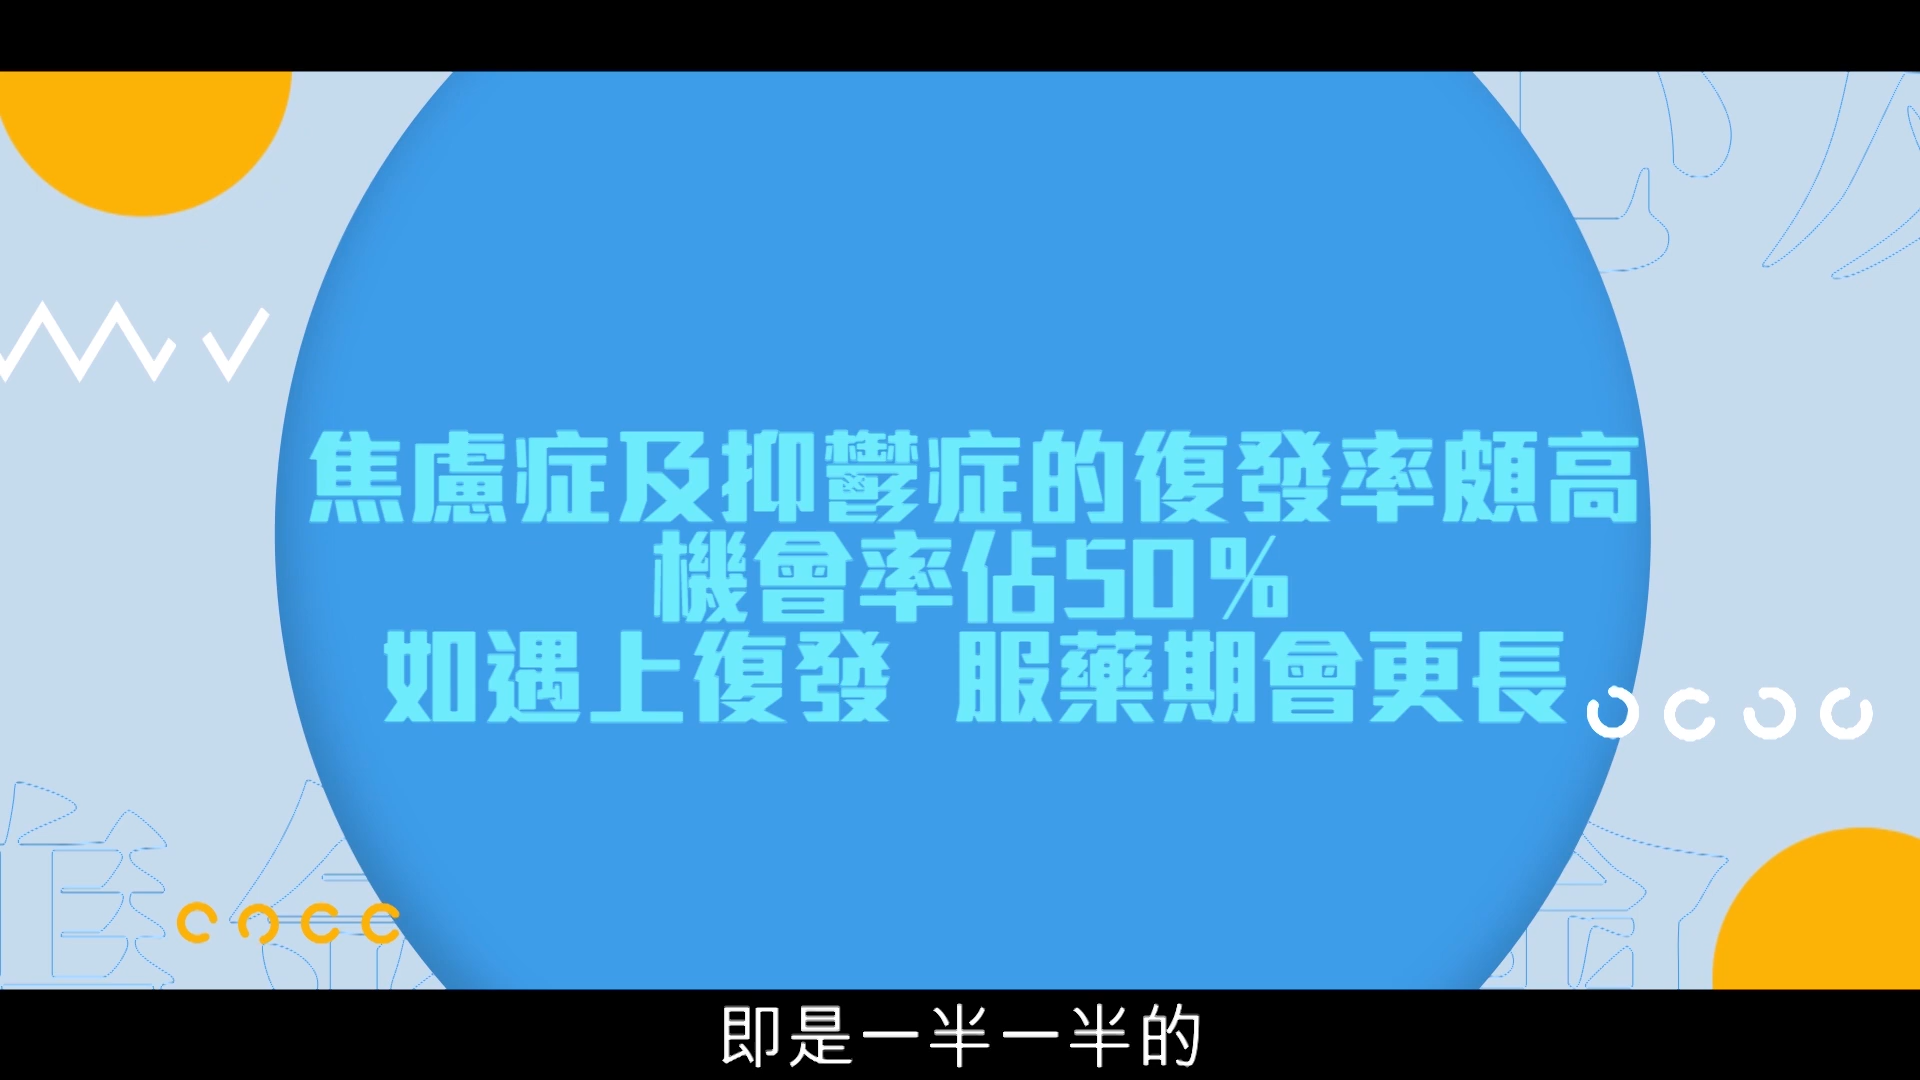 焦慮症及抑鬱症的復發率頗高
機會率佔50%
如遇上復發 服藥期會更長
即是一半一半的